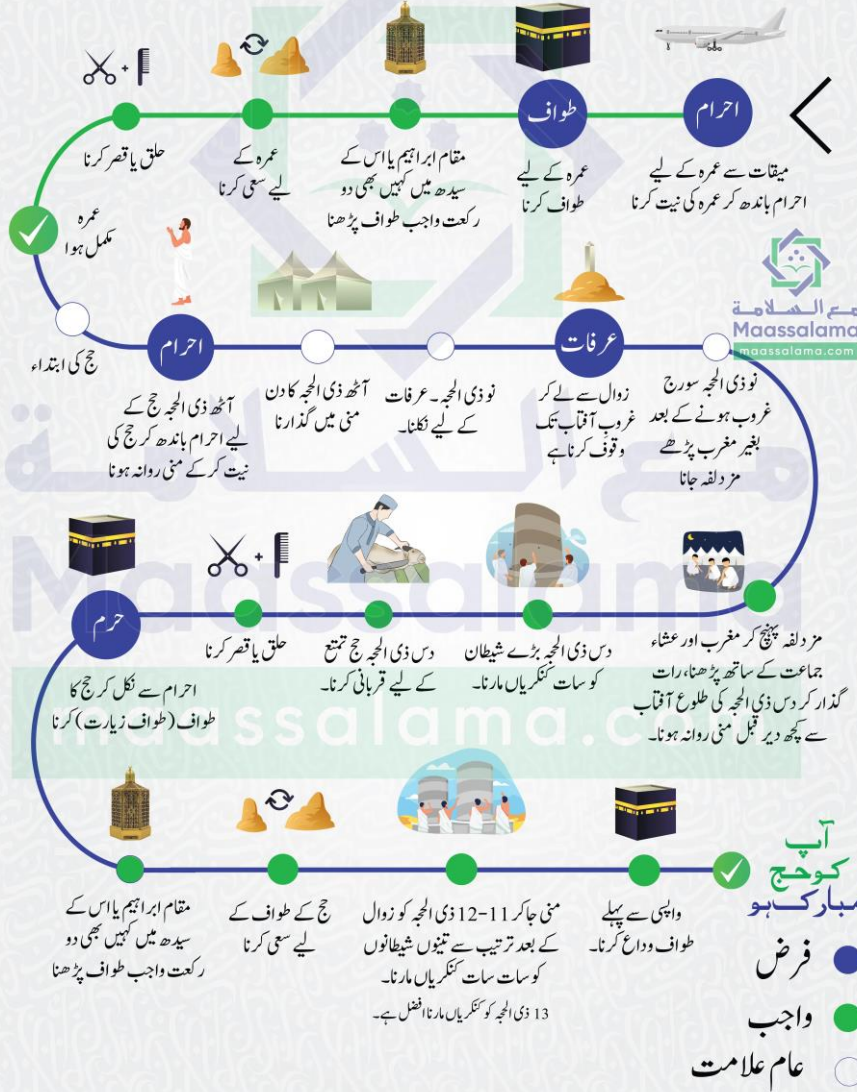 احرام
میقات سے عمرہ کے لیے
احرام باندھ کر عمرہ کی نیت کرنا
طواف
عمرہ کے لیے
طواف کرنا
مقام ابراہیم یا اس کے
سیدھ میں کہیں بھی دو
رکعت واجب طواف پڑھنا
عمرہ کے
لیے سعی کرنا
حلق یا قصر کرنا
عمرہ
مکمل ہوا
حج کی ابتداء
احرام
آٹھ ذی الحجہ حج کے
لیے احرام باندھ کر حج کی
نیت کر کے منی روانہ ہونا
آٹھ ذی الحجہ کا دن
منی میں گذارنا
نو ذی الحجہ۔ عرفات
کے لیے نکلنا۔
عرفات
زوال سے لے کر
غروب آفتاب تک
وقوف کرنا ہے
نو ذی الحجہ سورج
غروب ہونے کے بعد
بغیر مغرب پڑھے
مزدلفہ جانا
مع السلامة
Maassalama
maassalama.com
مزدلفہ پہنچ کر مغرب اور عشاء
جماعت کے ساتھ پڑھنا، رات
گذار کر دس ذی الحجہ کی طلوع آفتاب
سے کچھ دیر قبل منی روانہ ہونا۔
دس ذی الحجہ بڑے شیطان
کو سات کنکریاں مارنا۔
دس ذی الحجہ حج تمتع
کے لیے قربانی کرنا۔
حلق یا قصر کرنا
حرم
احرام سے نکل کر حج کا
طواف (طواف زیارت) کرنا
مقام ابراہیم یا اس کے
سیدھ میں کہیں بھی دو
رکعت واجب طواف پڑھنا
حج کے طواف کے
لیے سعی کرنا
منی جاکر 11-12 ذی الحجہ کو زوال
کے بعد ترتیب سے تینوں شیطانوں
کو سات سات کنکریاں مارنا۔
13 ذی الحجہ کو کنکریاں مارنا افضل ہے۔
واپسی سے پہلے
طواف وداع کرنا۔
آپ
کو حج
مبارک ہو
فرض
واجب
عام علامت
مع السلامة
Maassalama
maassalama.com